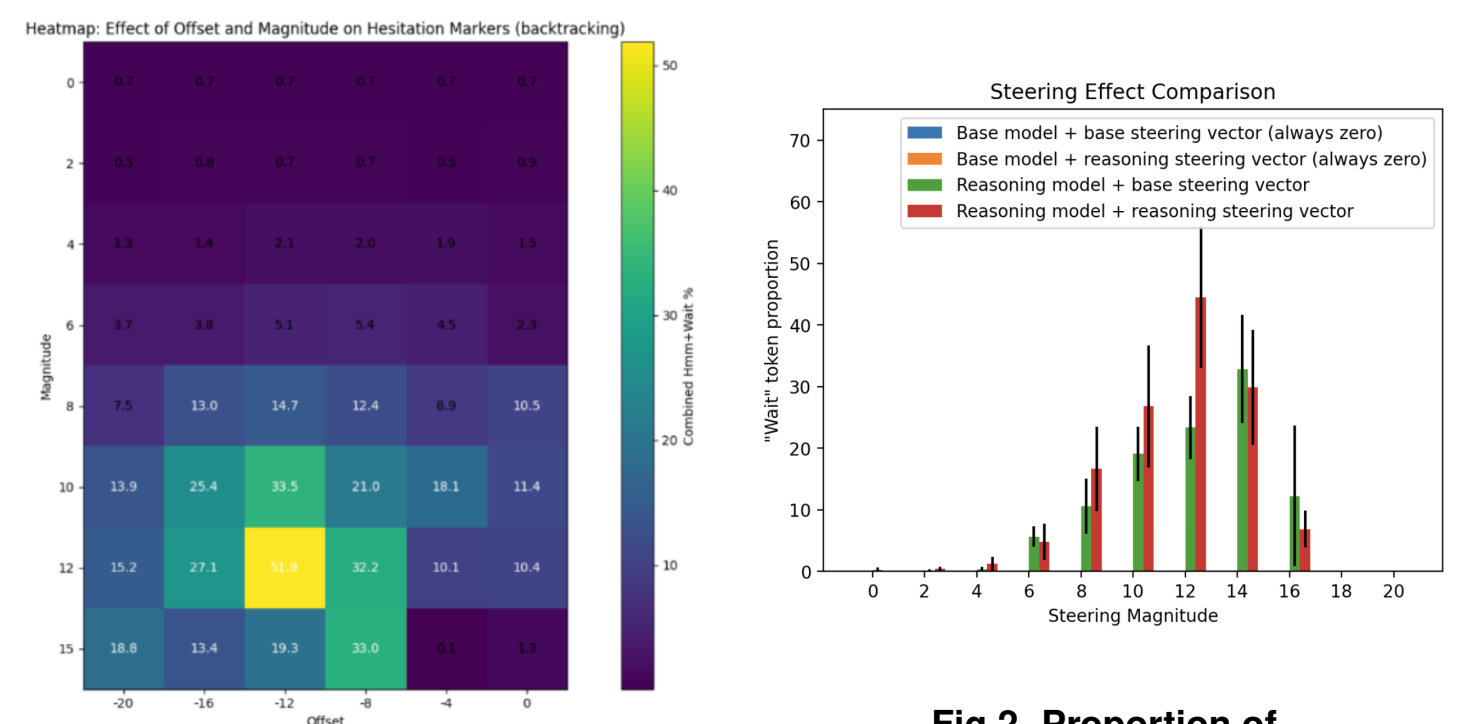 Heatmap: Effect of Offset and Magnitude on Hesitation Markers (backtracking)
0 0.7 0.7 0.7 0.7 0.7 0.7
2 0.5 0.8 0.7 0.7 0.5 0.9
4 1.3 1.4 2.1 2.0 1.9 1.5
6 3.7 3.8 5.1 5.4 4.5 2.3
8 7.5 13.0 14.7 12.4 8.9 10.5
10 13.9 25.4 33.5 21.0 18.1 11.4
12 15.2 27.1 51.9 32.2 10.1 10.4
15 18.8 13.4 19.3 33.0 0.1 1.3
-20 -16 -12 -8 -4 0
Magnitude
Offset
50
40
30
20
10
Combined Hmm+Wait %
Steering Effect Comparison
Base model + base steering vector (always zero)
Base model + reasoning steering vector (always zero)
Reasoning model + base steering vector
Reasoning model + reasoning steering vector
70
60
50
40
30
20
10
0
"Wait" token proportion
0 2 4 6 8 10 12 14 16 18 20
Steering Magnitude
Fig 2. Proportion of